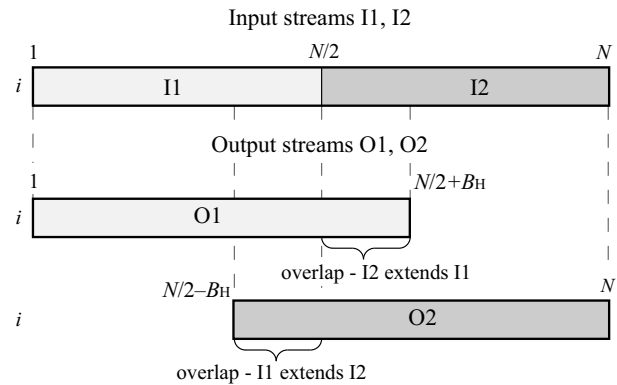 Input streams I1, I2
1 N/2 N
i I1 I2
Output streams O1, O2
1 N/2+BH
i O1
overlap - I2 extends I1
N/2–BH N
i O2
overlap - I1 extends I2